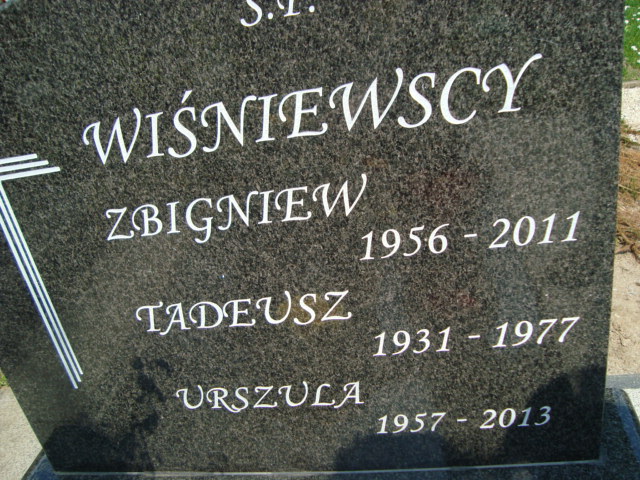 Ś.P.
WIŚNIEWSCY
ZBIGNIEW
1956 - 2011
TADEUSZ
1931 - 1977
URSZULA
1957 - 2013